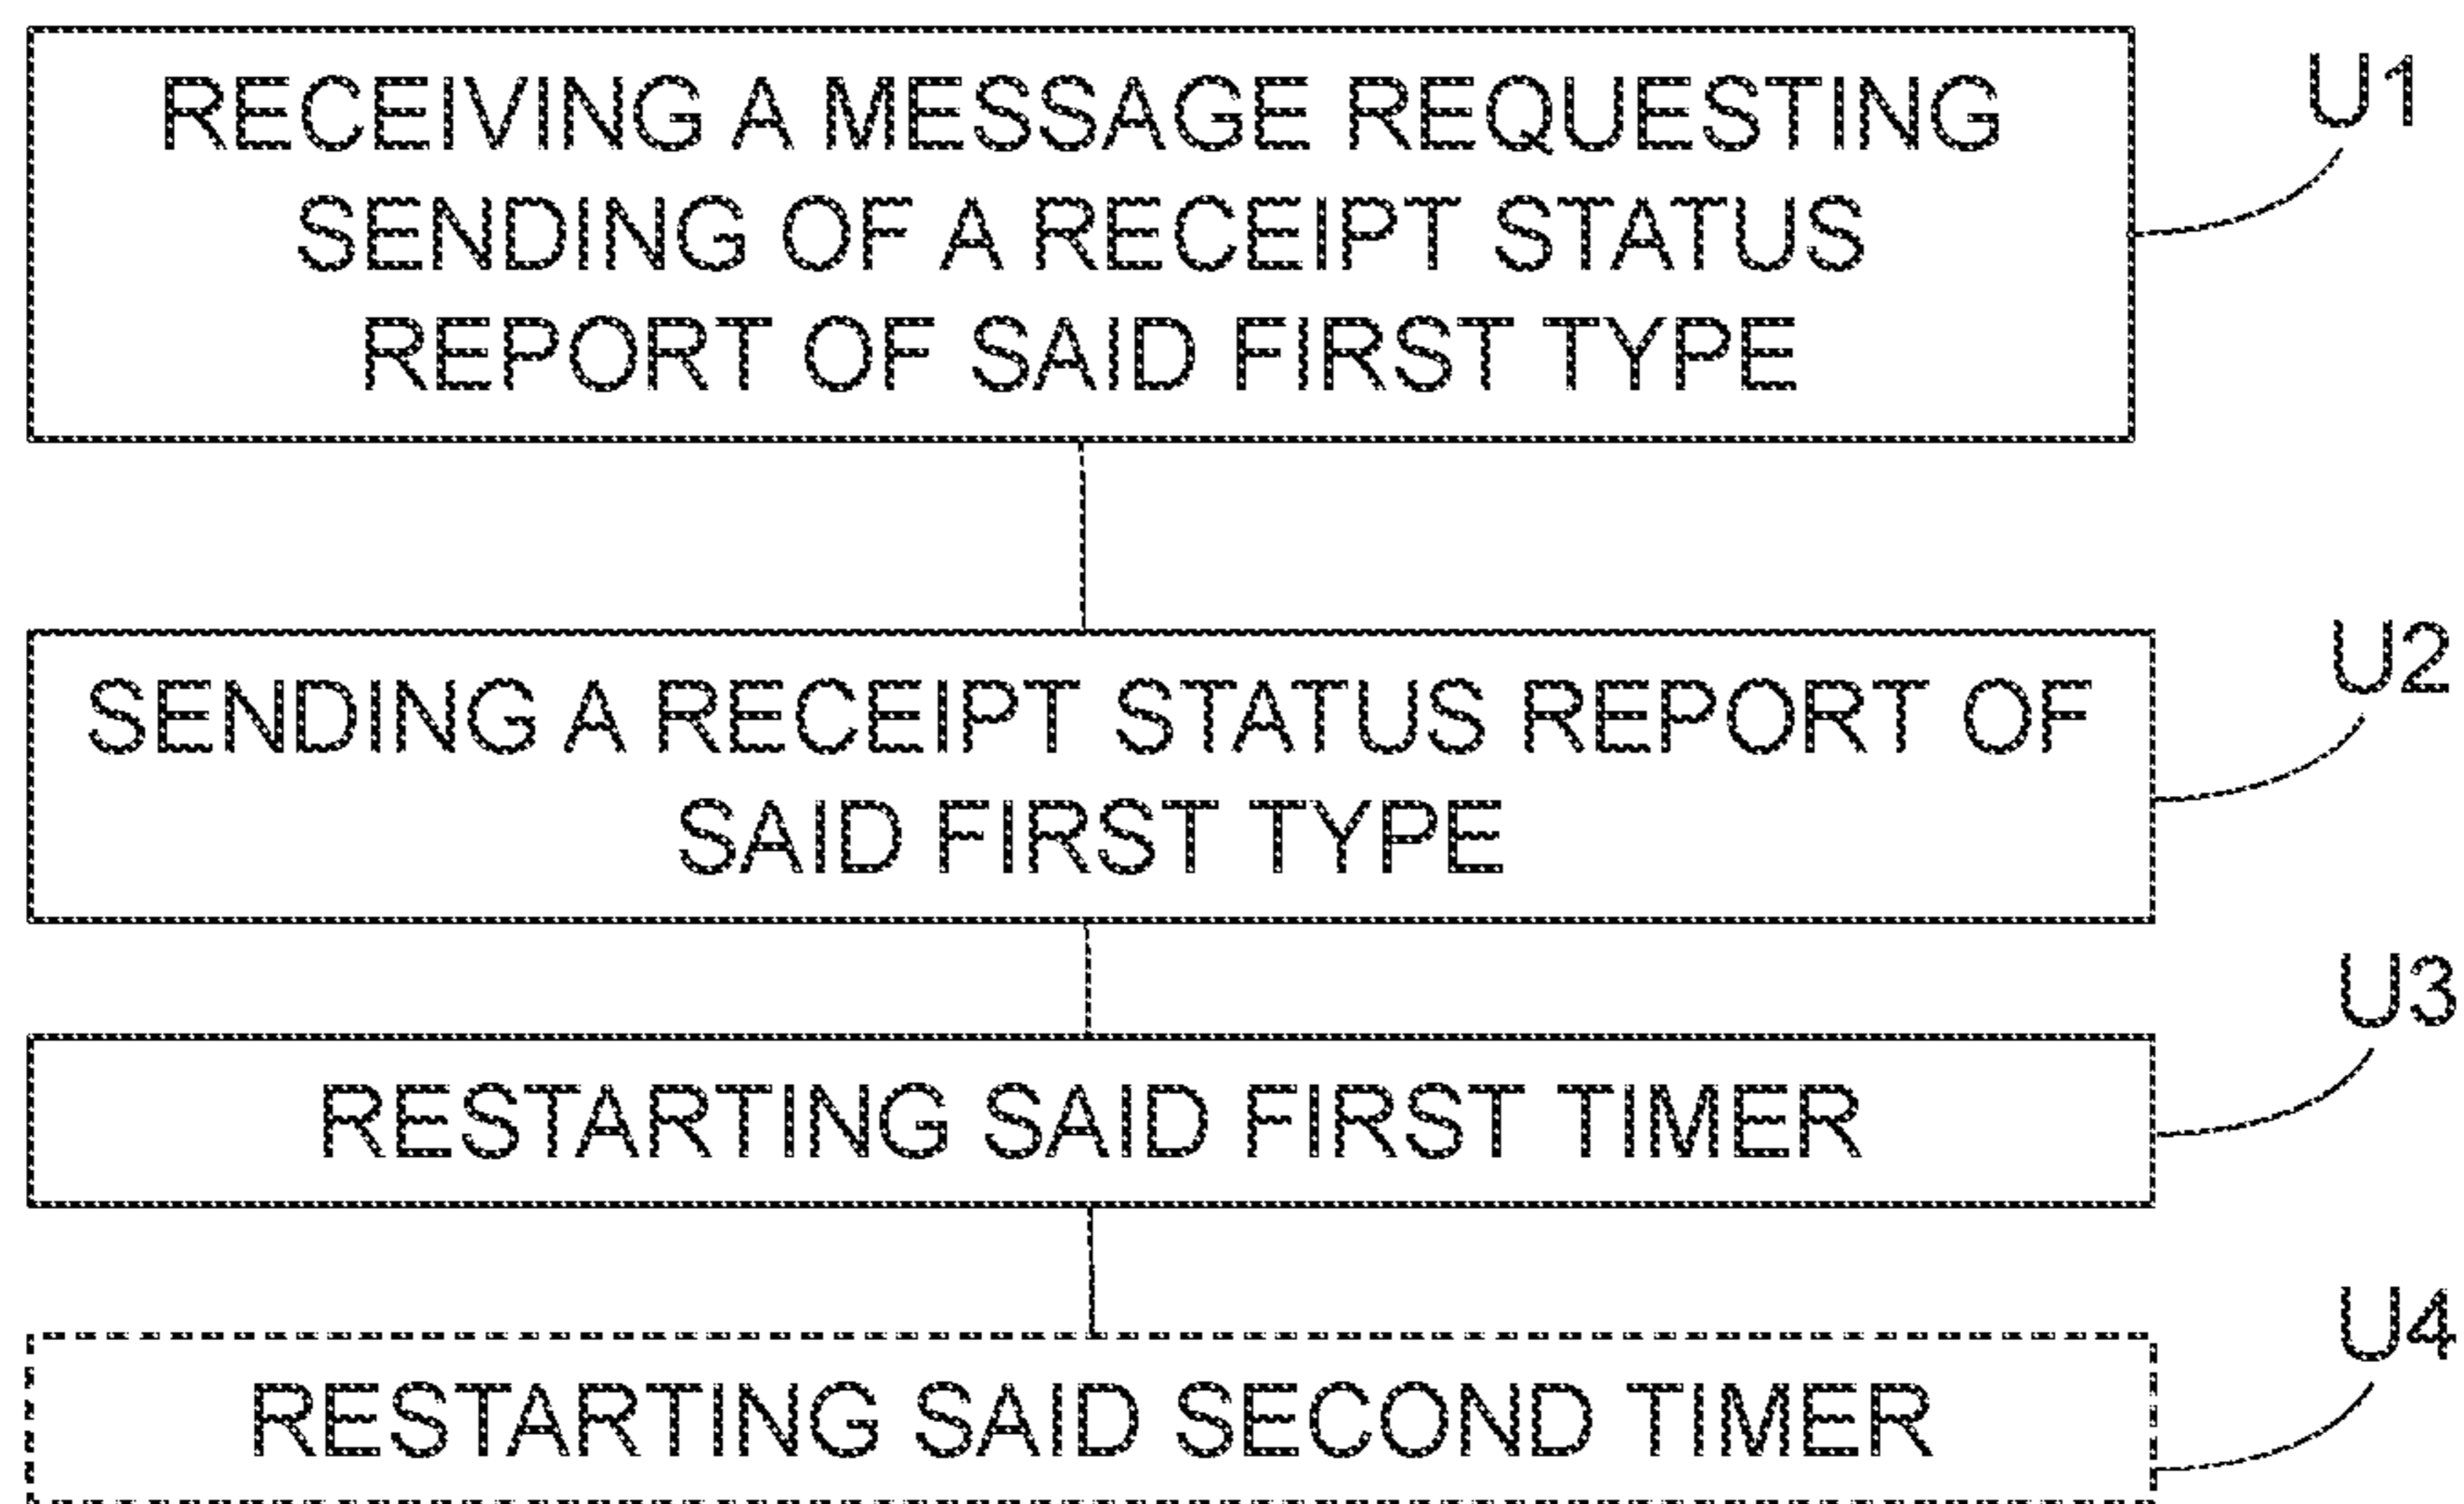 RECEIVING A MESSAGE REQUESTING
SENDING OF A RECEIPT STATUS
REPORT OF SAID FIRST TYPE
U1
SENDING A RECEIPT STATUS REPORT OF
SAID FIRST TYPE
U2
RESTARTING SAID FIRST TIMER
U3
RESTARTING SAID SECOND TIMER
U4